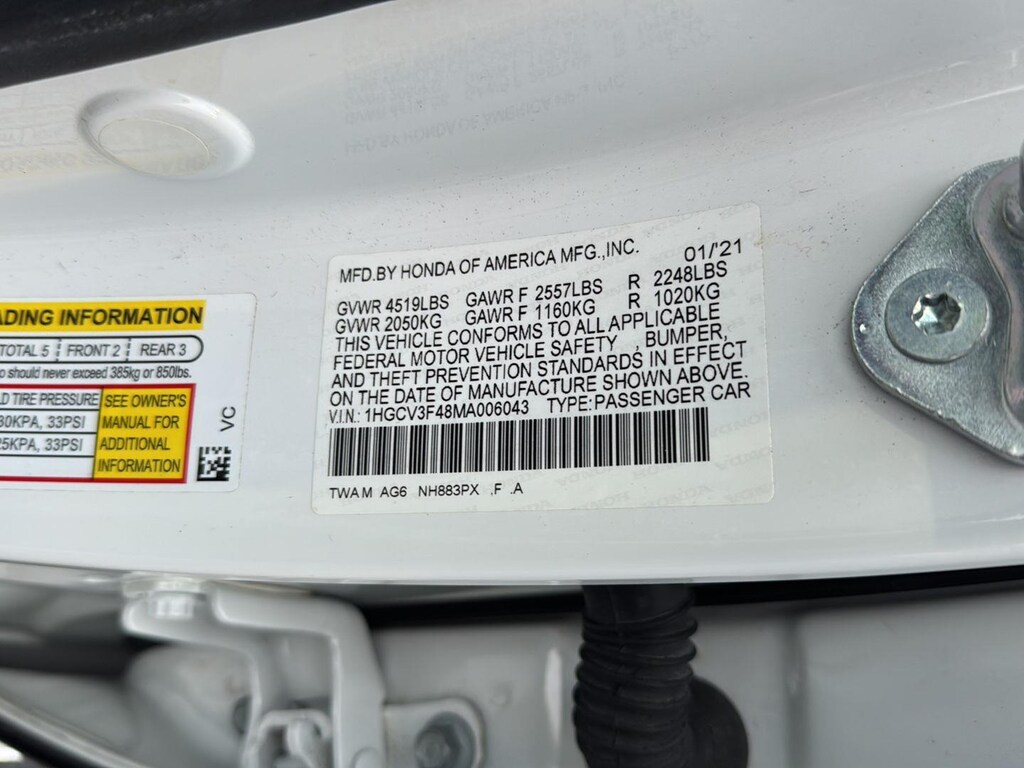 MFD.BY HONDA OF AMERICA MFG.,INC. 01/'21
GVWR 4519LBS GAWR F 2557LBS R 2248LBS
GVWR 2050KG GAWR F 1160KG R 1020KG
THIS VEHICLE CONFORMS TO ALL APPLICABLE
FEDERAL MOTOR VEHICLE SAFETY , BUMPER,
AND THEFT PREVENTION STANDARDS IN EFFECT
ON THE DATE OF MANUFACTURE SHOWN ABOVE.
V.I.N.: 1HGCV3F48MA006043 TYPE:PASSENGER CAR
TWA M AG6 NH883PX .F .A
INFORMATION
TOTAL 5 FRONT 2 REAR 3
should never exceed 385kg or 850lbs.
TIRE PRESSURE SEE OWNER'S
33PSI MANUAL FOR
33PSI ADDITIONAL
INFORMATION
VC